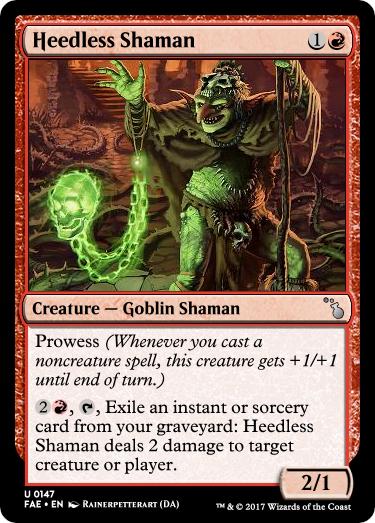 Heedless Shaman 1
Creature — Goblin Shaman
Prowess (Whenever you cast a
noncreature spell, this creature gets +1/+1
until end of turn.)
2 , , Exile an instant or sorcery
card from your graveyard: Heedless
Shaman deals 2 damage to target
creature or player.
2/1
U 0147
FAE • EN RAINERPETTERART (DA)
™ & © 2017 Wizards of the Coast